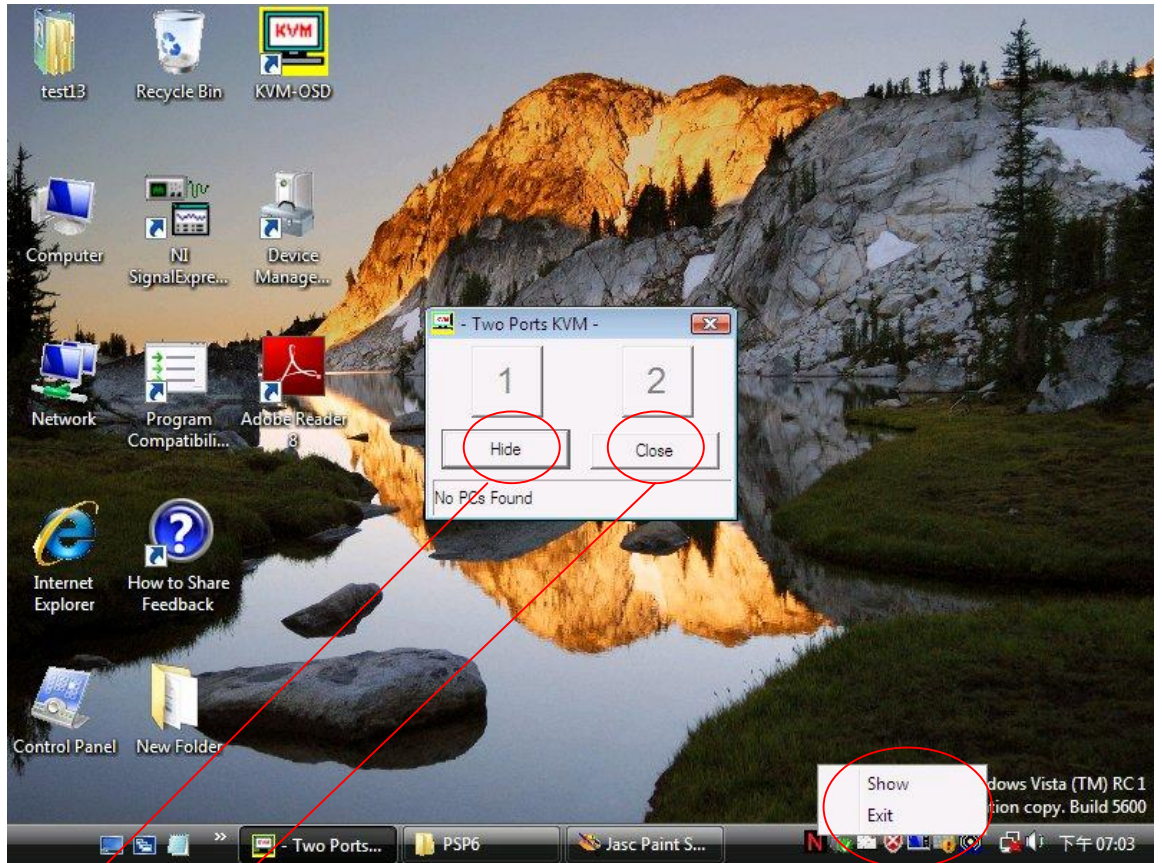 KVM
test13
Recycle Bin
KVM-OSD
Computer
NI
SignalExpre...
Device
Manage...
Network
Program
Compatibili...
Adobe Reader
8
- Two Ports KVM -
1
2
Hide
Close
No PCs Found
Internet
Explorer
How to Share
Feedback
Control Panel
New Folder
Show
Exit
dows Vista (TM) RC 1
tion copy. Build 5600
- Two Ports...
PSP6
Jasc Paint S...
N
下午 07:03